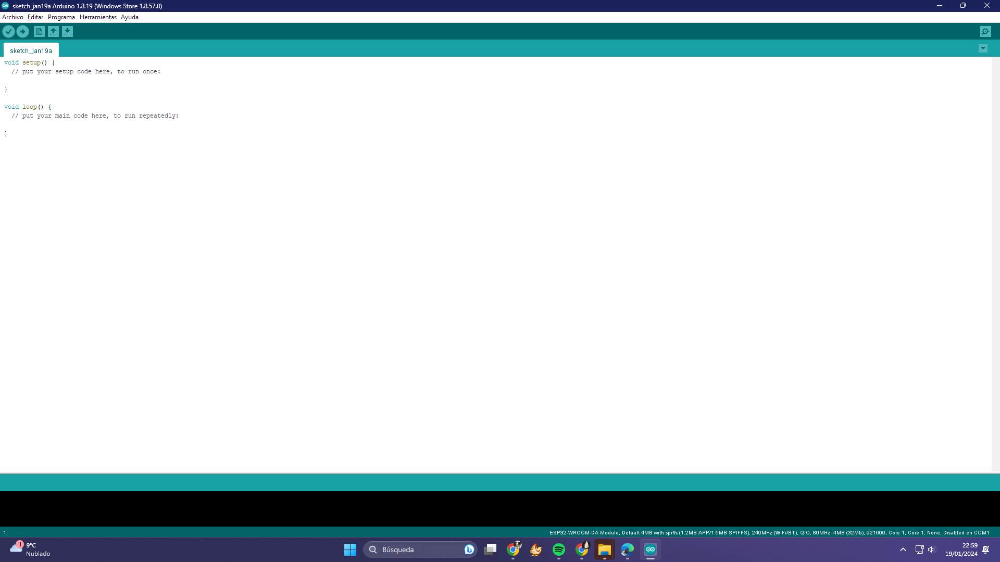 sketch_jan19a Arduino 1.8.19 (Windows Store 1.8.57.0)
Archivo Editar Programa Herramientas Ayuda
sketch_jan19a
void setup() {
// put your setup code here, to run once:
}
void loop() {
// put your main code here, to run repeatedly:
}
1
ESP32-WROOM-DA Module, Default 4MB with spiffs (1.2MB APP/1.5MB SPIFFS), 240MHz (WiFi/BT), QIO, 80MHz, 4MB (32Mb), 921600, Core 1, Core 1, None, Disabled en COM1
1
9°C
Nublado
Búsqueda
22:59
19/01/2024